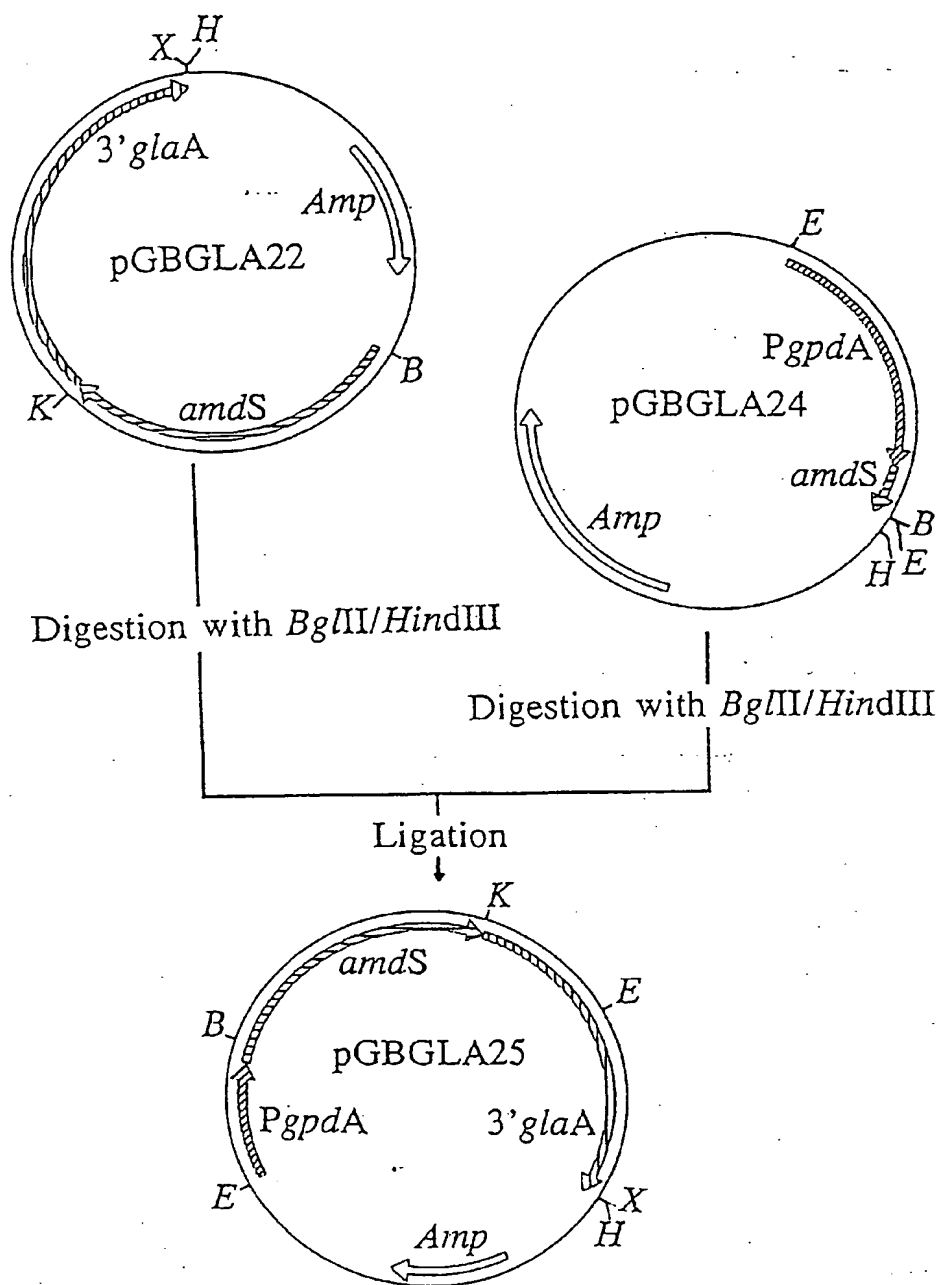 X H
3'glaA
Amp
pGBGLA22
B
K
amdS
E
PgpdA
pGBGLA24
amdS
Amp
B
E
H
Digestion with BglII/HindIII
Digestion with BglII/HindIII
Ligation
K
amdS
E
B
pGBGLA25
PgpdA
3'glaA
E
X
H
Amp